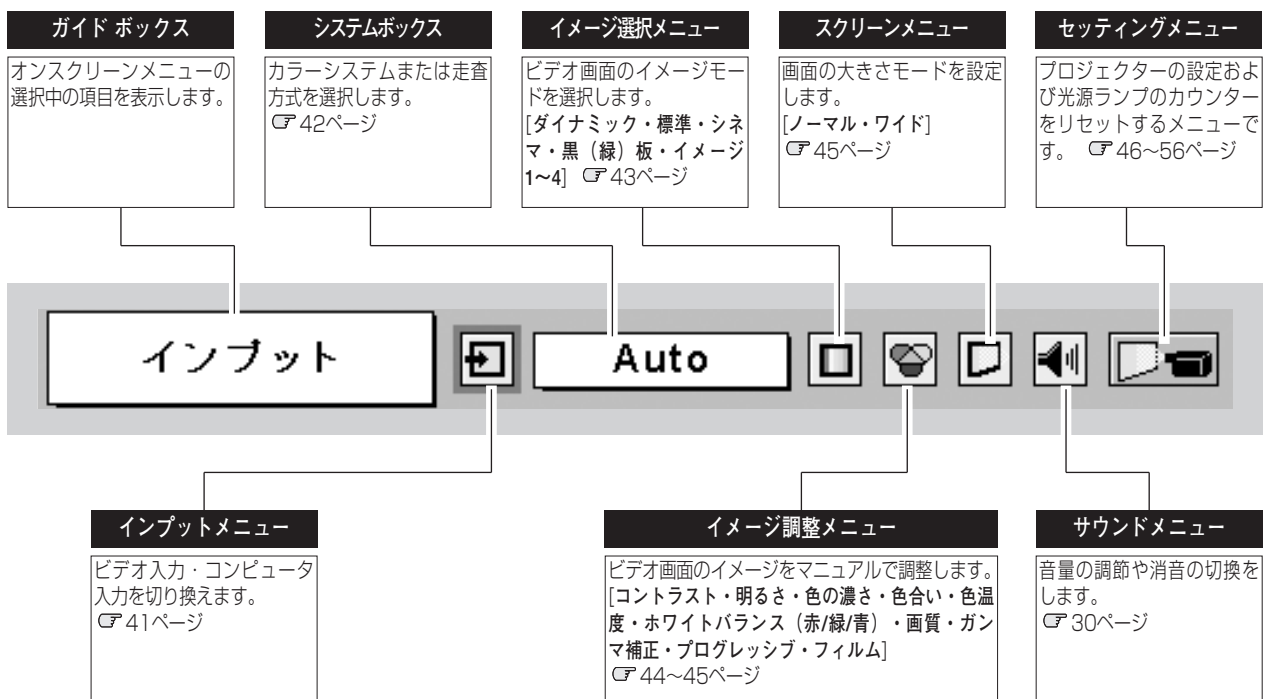 ガイド ボックス
オンスクリーンメニューの
選択中の項目を表示します。
システムボックス
カラーシステムまたは走査
方式を選択します。
42ページ
イメージ選択メニュー
ビデオ画面のイメージモー
ドを選択します。
[ダイナミック・標準・シネ
マ・黒（緑）板・イメージ
1〜4] 43ページ
スクリーンメニュー
画面の大きさモードを設定
します。
[ノーマル・ワイド]
45ページ
セッティングメニュー
プロジェクターの設定およ
び光源ランプのカウンター
をリセットするメニューで
す。 46〜56ページ
インプット
Auto
インプットメニュー
ビデオ入力・コンピュータ
入力を切り換えます。
41ページ
イメージ調整メニュー
ビデオ画面のイメージをマニュアルで調整します。
[コントラスト・明るさ・色の濃さ・色合い・色温
度・ホワイトバランス（赤/緑/青）・画質・ガン
マ補正・プログレッシブ・フィルム]
44〜45ページ
サウンドメニュー
音量の調節や消音の切換を
します。
30ページ